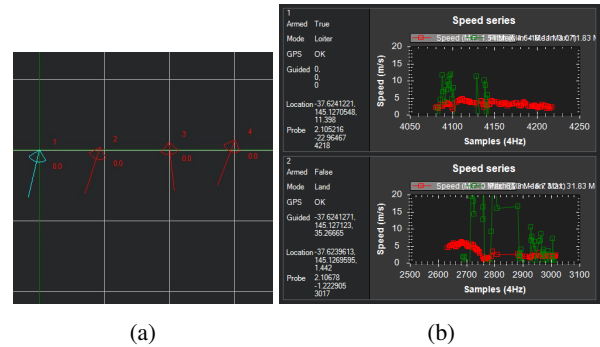 1
2
3
4
0.0
0.0
0.0
0.0
(a)
1
Armed True
Mode Loiter
GPS OK
Guided 0,
0,
0
Location -37.6241221,
145.1270548,
11.398
Probe 2.105216
-22.96467
4218
Speed series
Speed (m/s)
20
15
10
5
0
4050 4100 4150 4200 4250
Samples (4Hz)
2
Armed False
Mode Land
GPS OK
Guided -37.6241271,
145.127123,
35.26665
Location -37.6239613,
145.1269595,
1.442
Probe 2.10678
-1.222905
3017
Speed series
Speed (m/s)
20
15
10
5
0
2500 2600 2700 2800 2900 3000 3100
Samples (4Hz)
(b)